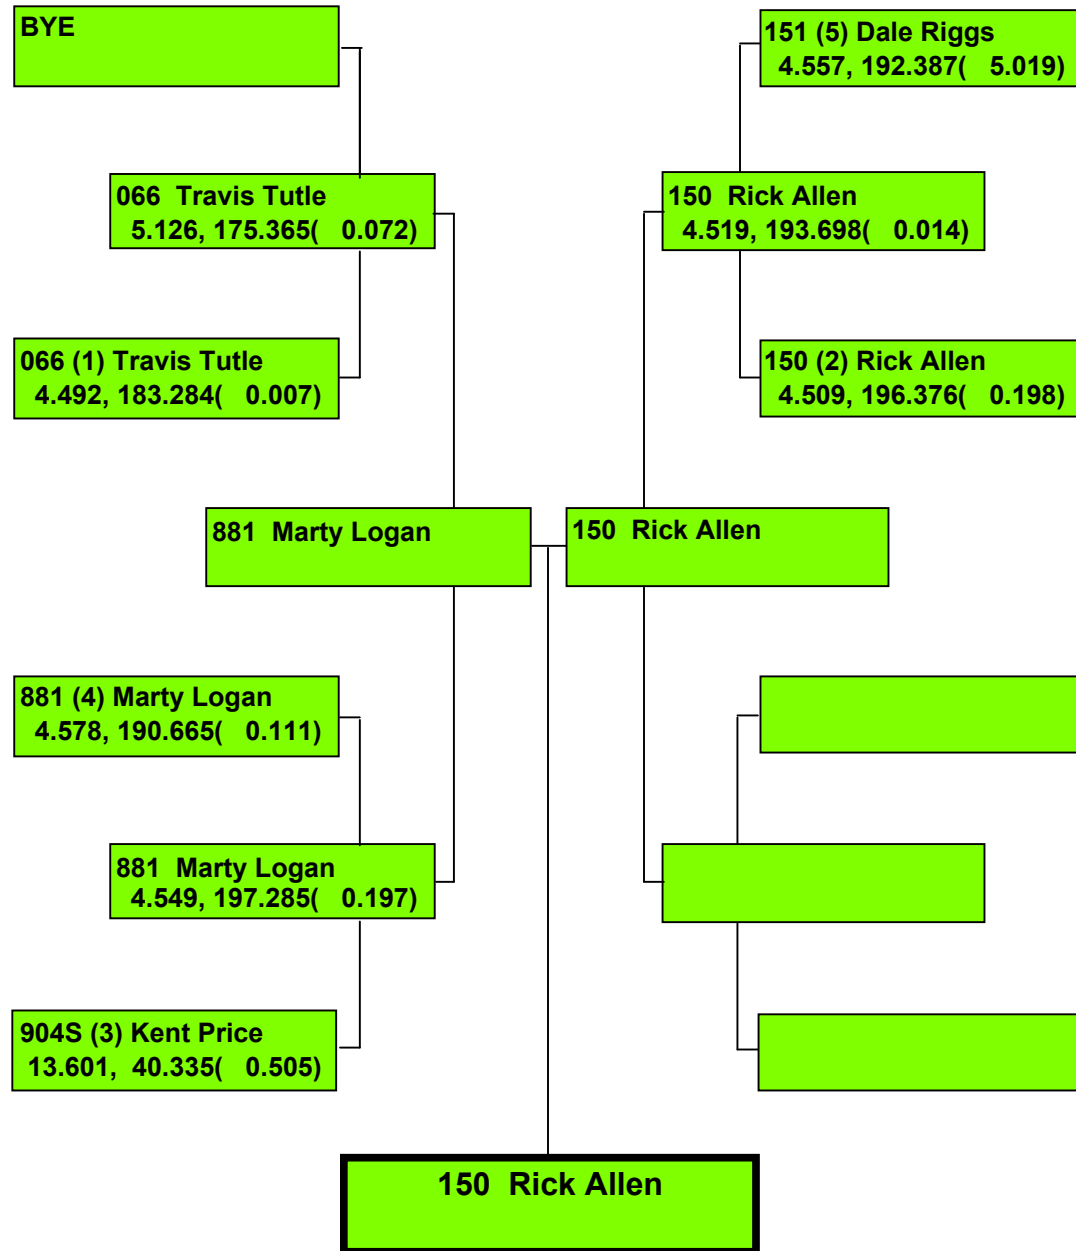 BYE
151 (5) Dale Riggs
4.557, 192.387( 5.019)
066 Travis Tutle
5.126, 175.365( 0.072)
150 Rick Allen
4.519, 193.698( 0.014)
066 (1) Travis Tutle
4.492, 183.284( 0.007)
150 (2) Rick Allen
4.509, 196.376( 0.198)
881 Marty Logan
150 Rick Allen
881 (4) Marty Logan
4.578, 190.665( 0.111)
881 Marty Logan
4.549, 197.285( 0.197)
904S (3) Kent Price
13.601, 40.335( 0.505)
150 Rick Allen